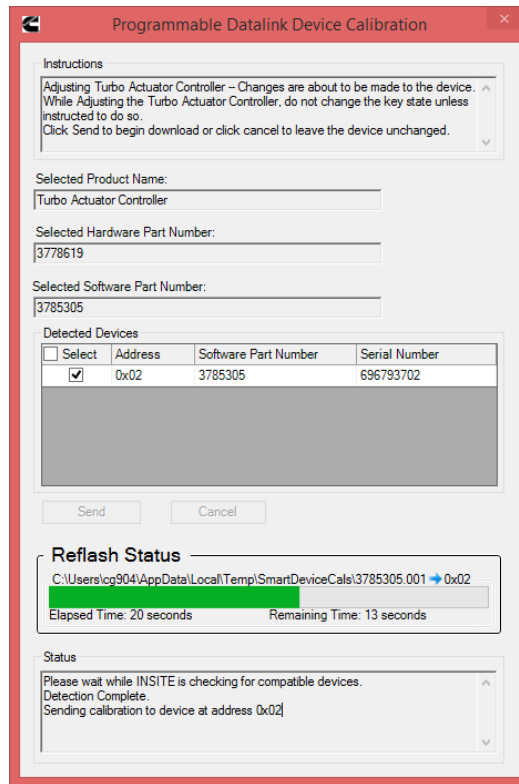 Programmable Datalink Device Calibration
Instructions
Adjusting Turbo Actuator Controller -- Changes are about to be made to the device.
While Adjusting the Turbo Actuator Controller, do not change the key state unless
instructed to do so.
Click Send to begin download or click cancel to leave the device unchanged.
Selected Product Name:
Turbo Actuator Controller
Selected Hardware Part Number:
3778619
Selected Software Part Number:
3785305
Detected Devices
Select Address Software Part Number Serial Number
0x02 3785305 696793702
Send Cancel
Reflash Status
C:\Users\cg904\AppData\Local\Temp\SmartDeviceCals\3785305.001 0x02
Elapsed Time: 20 seconds Remaining Time: 13 seconds
Status
Please wait while INSITE is checking for compatible devices.
Detection Complete.
Sending calibration to device at address 0x02